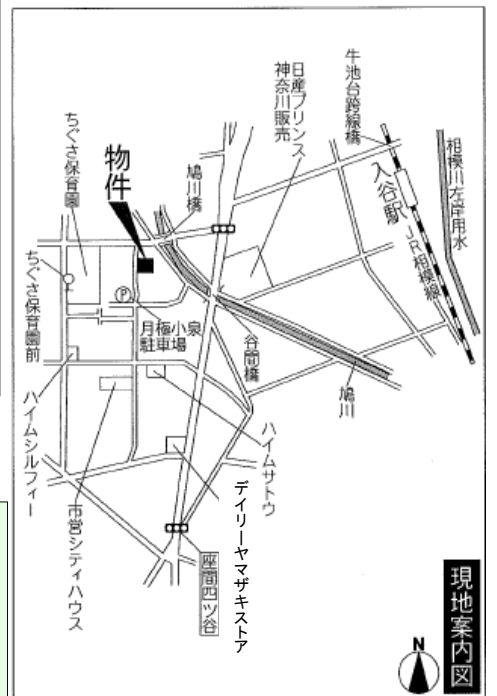 牛池台跨線橋
日産プリンス
神奈川販売
相模川左岸用水
ちぐさ保育園
物件
鳩川橋
入谷駅
JR相模線
ちぐさ保育園前
P
月極小泉
駐車場
谷間橋
鳩川
ハイムシルフィー
ハイムサトウ
市営シティハウス
デイリーヤマザキストア
座間四ツ谷
現地案内図
N